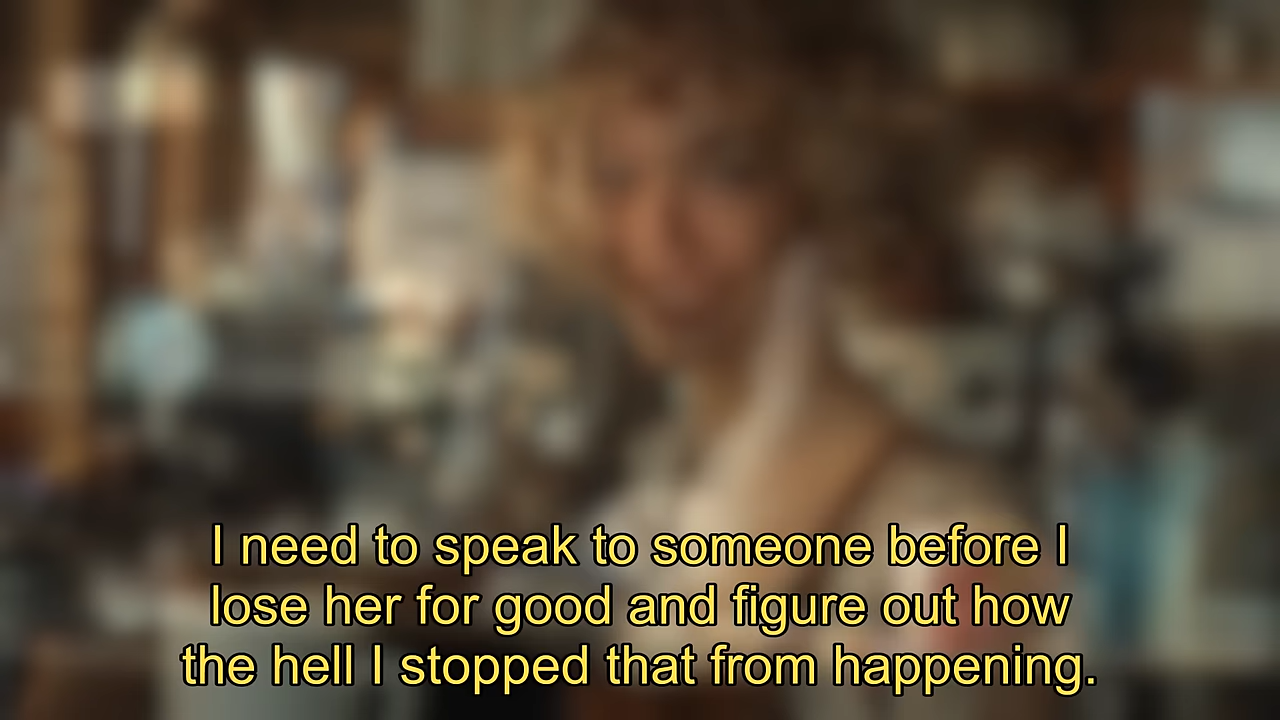 I need to speak to someone before I
lose her for good and figure out how
the hell I stopped that from happening.